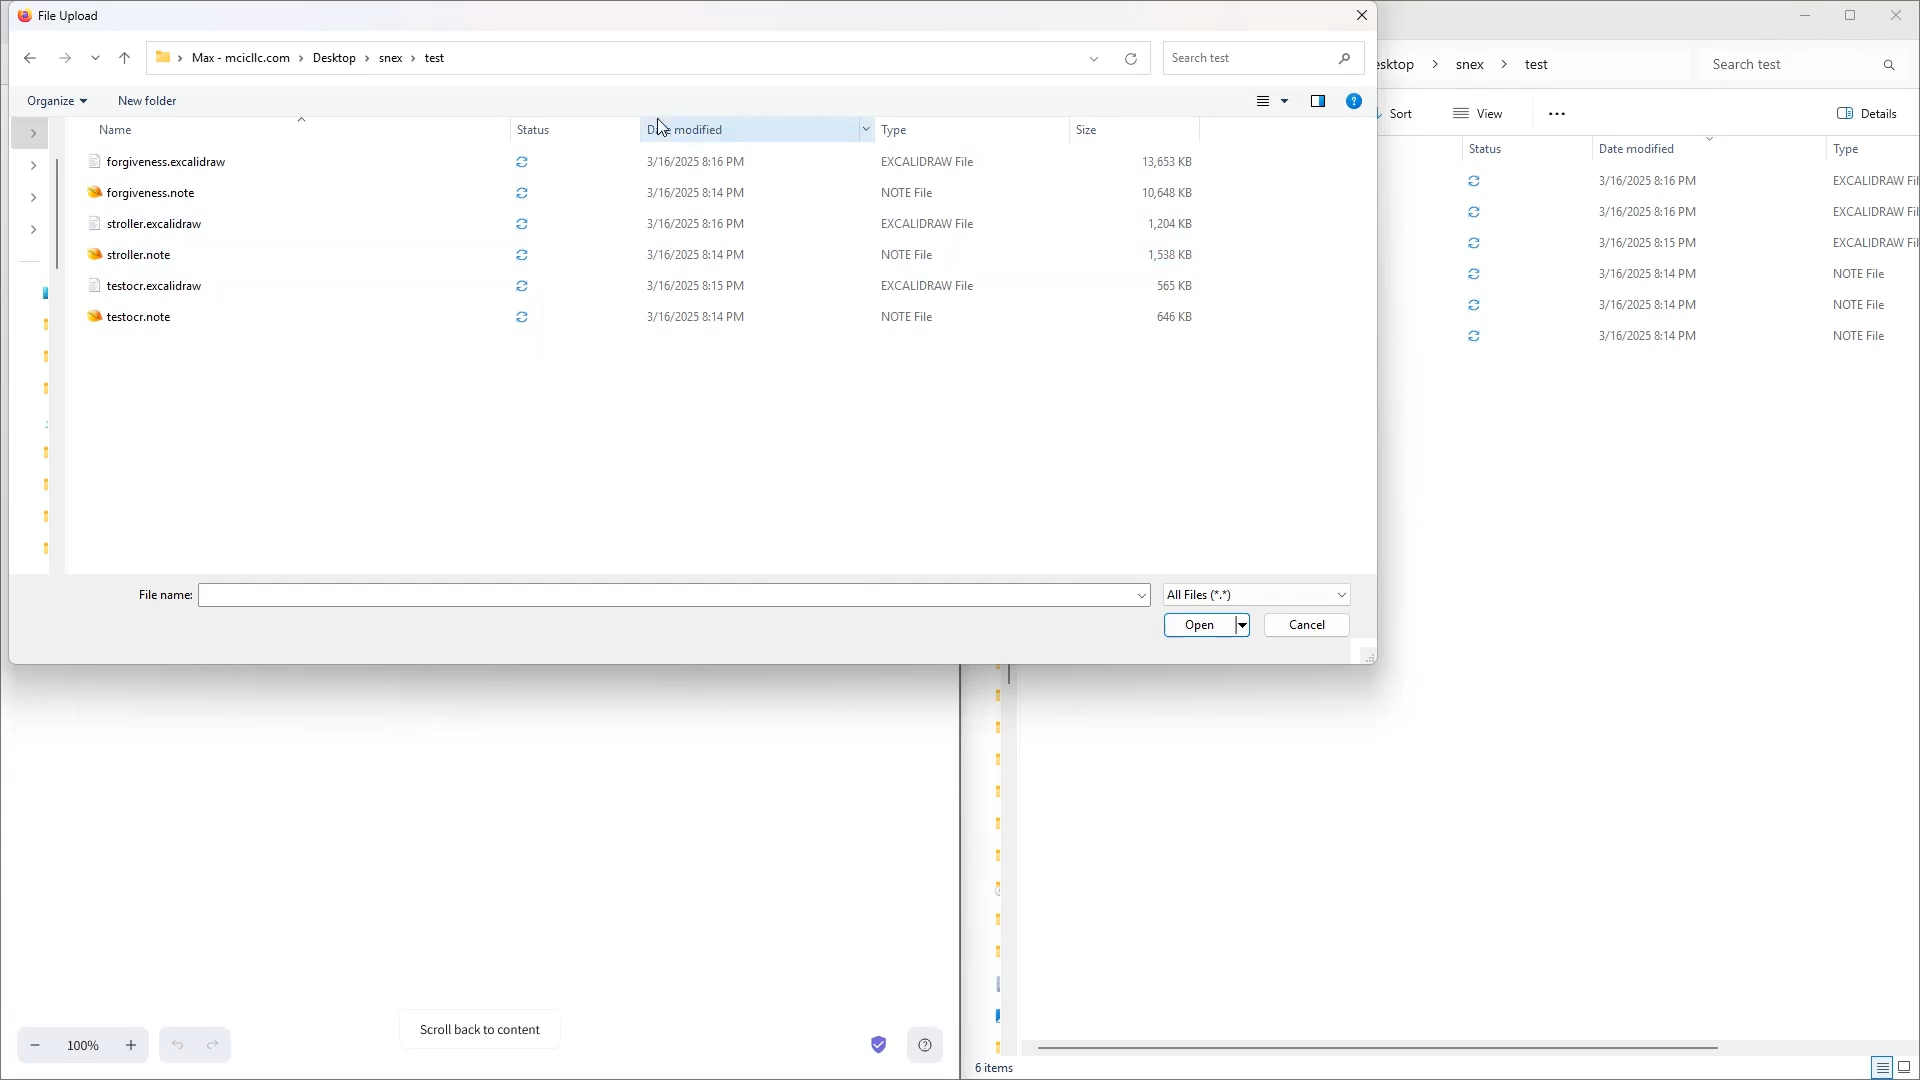 File Upload
Max - mcicllc.com Desktop snex test
Search test
Organize New folder
Name Status Date modified Type Size
forgiveness.excalidraw 3/16/2025 8:16 PM EXCALIDRAW File 13,653 KB
forgiveness.note 3/16/2025 8:14 PM NOTE File 10,648 KB
stroller.excalidraw 3/16/2025 8:16 PM EXCALIDRAW File 1,204 KB
stroller.note 3/16/2025 8:14 PM NOTE File 1,538 KB
testocr.excalidraw 3/16/2025 8:15 PM EXCALIDRAW File 565 KB
testocr.note 3/16/2025 8:14 PM NOTE File 646 KB
File name: All Files (*.*)
Open Cancel
esktop snex test
Search test
Sort View Details
Status Date modified Type
3/16/2025 8:16 PM EXCALIDRAW Fil
3/16/2025 8:16 PM EXCALIDRAW Fil
3/16/2025 8:15 PM EXCALIDRAW Fil
3/16/2025 8:14 PM NOTE File
3/16/2025 8:14 PM NOTE File
3/16/2025 8:14 PM NOTE File
Scroll back to content
100%
6 items